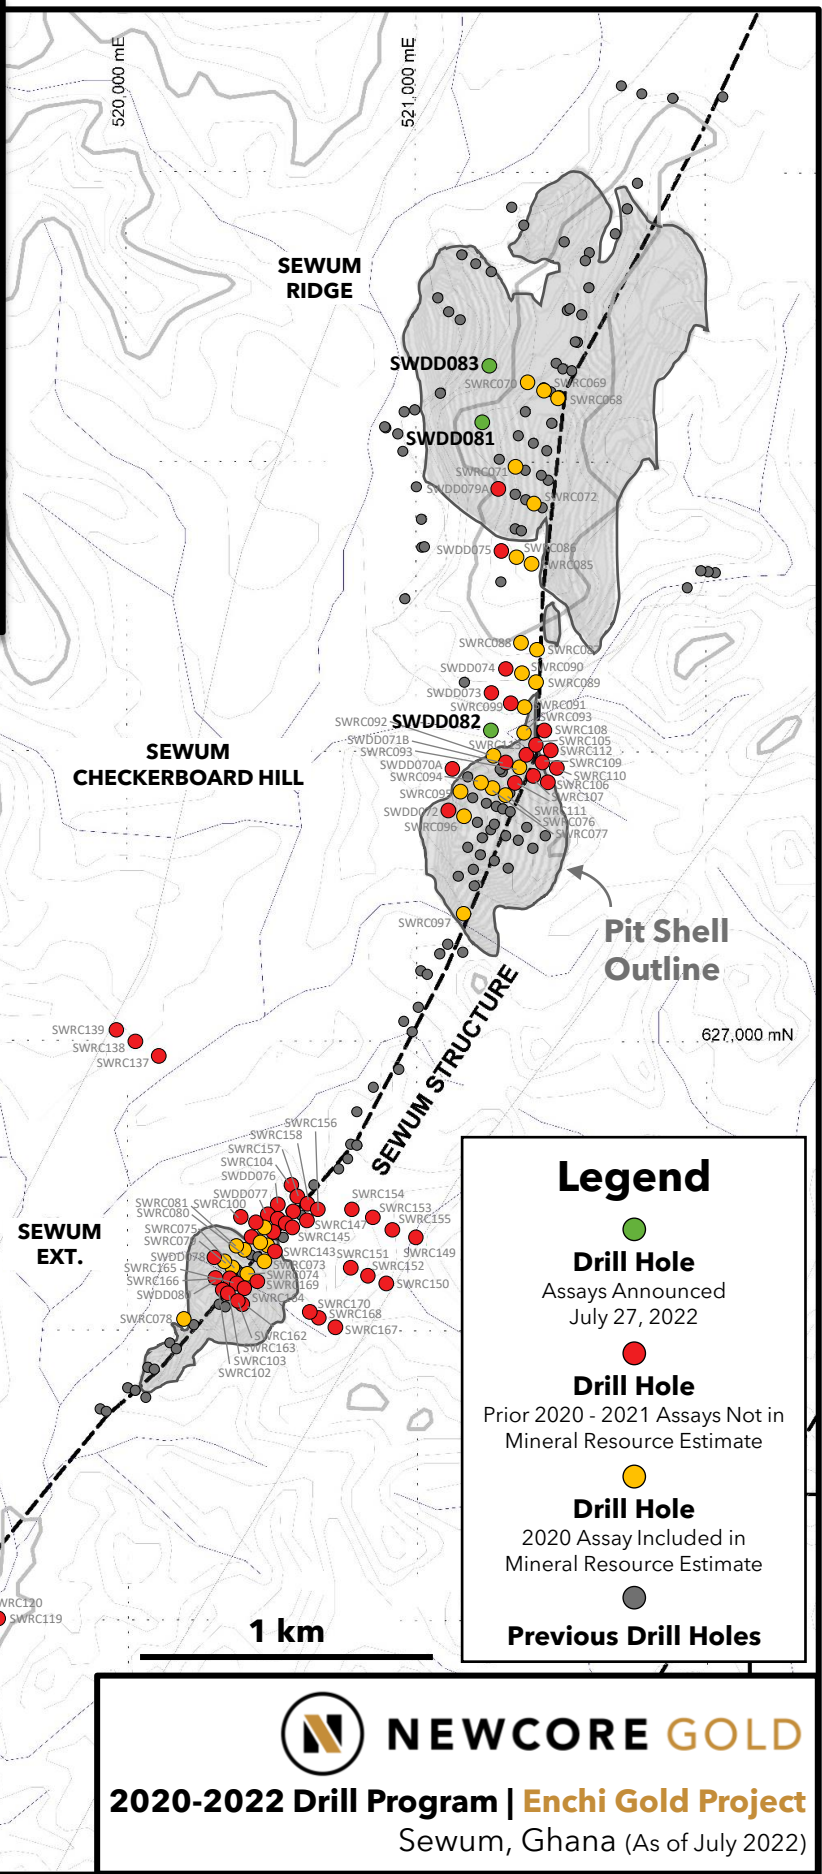 520,000 mE
521,000 mE
SEWUM
RIDGE
SWDD083
SWRC070
SWRC069
SWRC068
SWDD081
SWRC071
SWDD079A
SWRC072
SWDD075
SWRC086
SWRC085
SWRC088
SWDD074
SWRC090
SWRC089
SWDD073
SWRC099
SWRC091
SWRC092
SWDD082
SWRC093
SWRC108
SWDD071B
SWRC105
SWRC093
SWRC112
SEWUM
CHECKERBOARD HILL
SWDD070A
SWRC109
SWRC094
SWRC110
SWRC106
SWRC095
SWRC107
SWDD072
SWRC111
SWRC096
SWRC076
SWRC077
SWRC097
Pit Shell
Outline
SWRC139
SWRC138
SWRC137
627,000 mN
SEWUM STRUCTURE
SWRC156
SWRC158
SWRC157
SWRC104
SWDD076
SWDD077
SWRC081
SWRC100
SWRC080
SWRC154
SWRC153
SWRC155
SWRC147
SWRC075
SWRC145
SEWUM
EXT.
SWRC143
SWRC151
SWRC149
SWRC165
SWRC073
SWRC152
SWRC166
SWRC074
SWRC150
SWRC170
SWRC168
SWRC078
SWRC167
SWRC162
SWRC163
SWRC103
SWRC102
SWRC119
1 km
Legend
Drill Hole
Assays Announced
July 27, 2022
Drill Hole
Prior 2020 - 2021 Assays Not in
Mineral Resource Estimate
Drill Hole
2020 Assay Included in
Mineral Resource Estimate
Previous Drill Holes
N NEWCORE GOLD
2020-2022 Drill Program | Enchi Gold Project
Sewum, Ghana (As of July 2022)